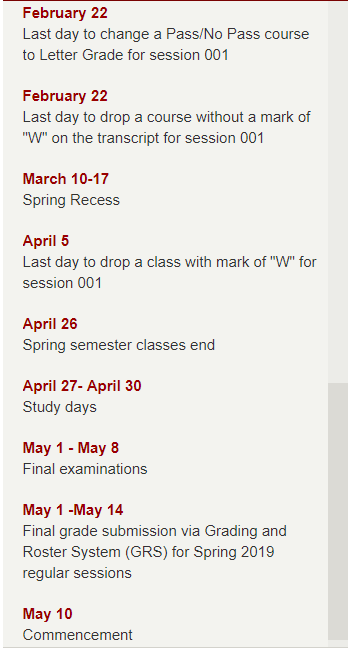 February 22
Last day to change a Pass/No Pass course
to Letter Grade for session 001
February 22
Last day to drop a course without a mark of
"W" on the transcript for session 001
March 10-17
Spring Recess
April 5
Last day to drop a class with mark of "W" for
session 001
April 26
Spring semester classes end
April 27- April 30
Study days
May 1 - May 8
Final examinations
May 1 -May 14
Final grade submission via Grading and
Roster System (GRS) for Spring 2019
regular sessions
May 10
Commencement